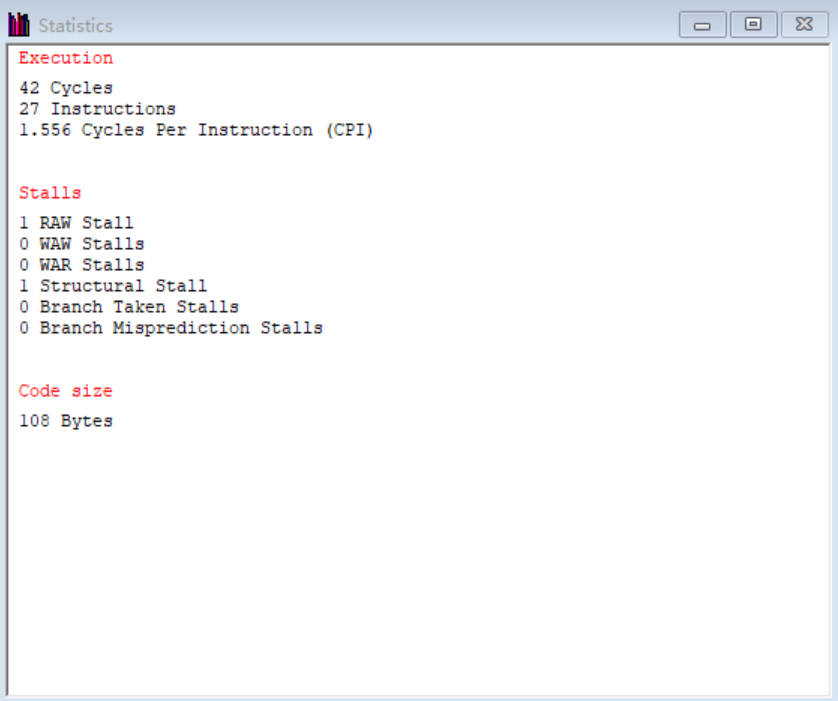 Statistics
Execution
42 Cycles
27 Instructions
1.556 Cycles Per Instruction (CPI)
Stalls
1 RAW Stall
0 WAW Stalls
0 WAR Stalls
1 Structural Stall
0 Branch Taken Stalls
0 Branch Misprediction Stalls
Code size
108 Bytes